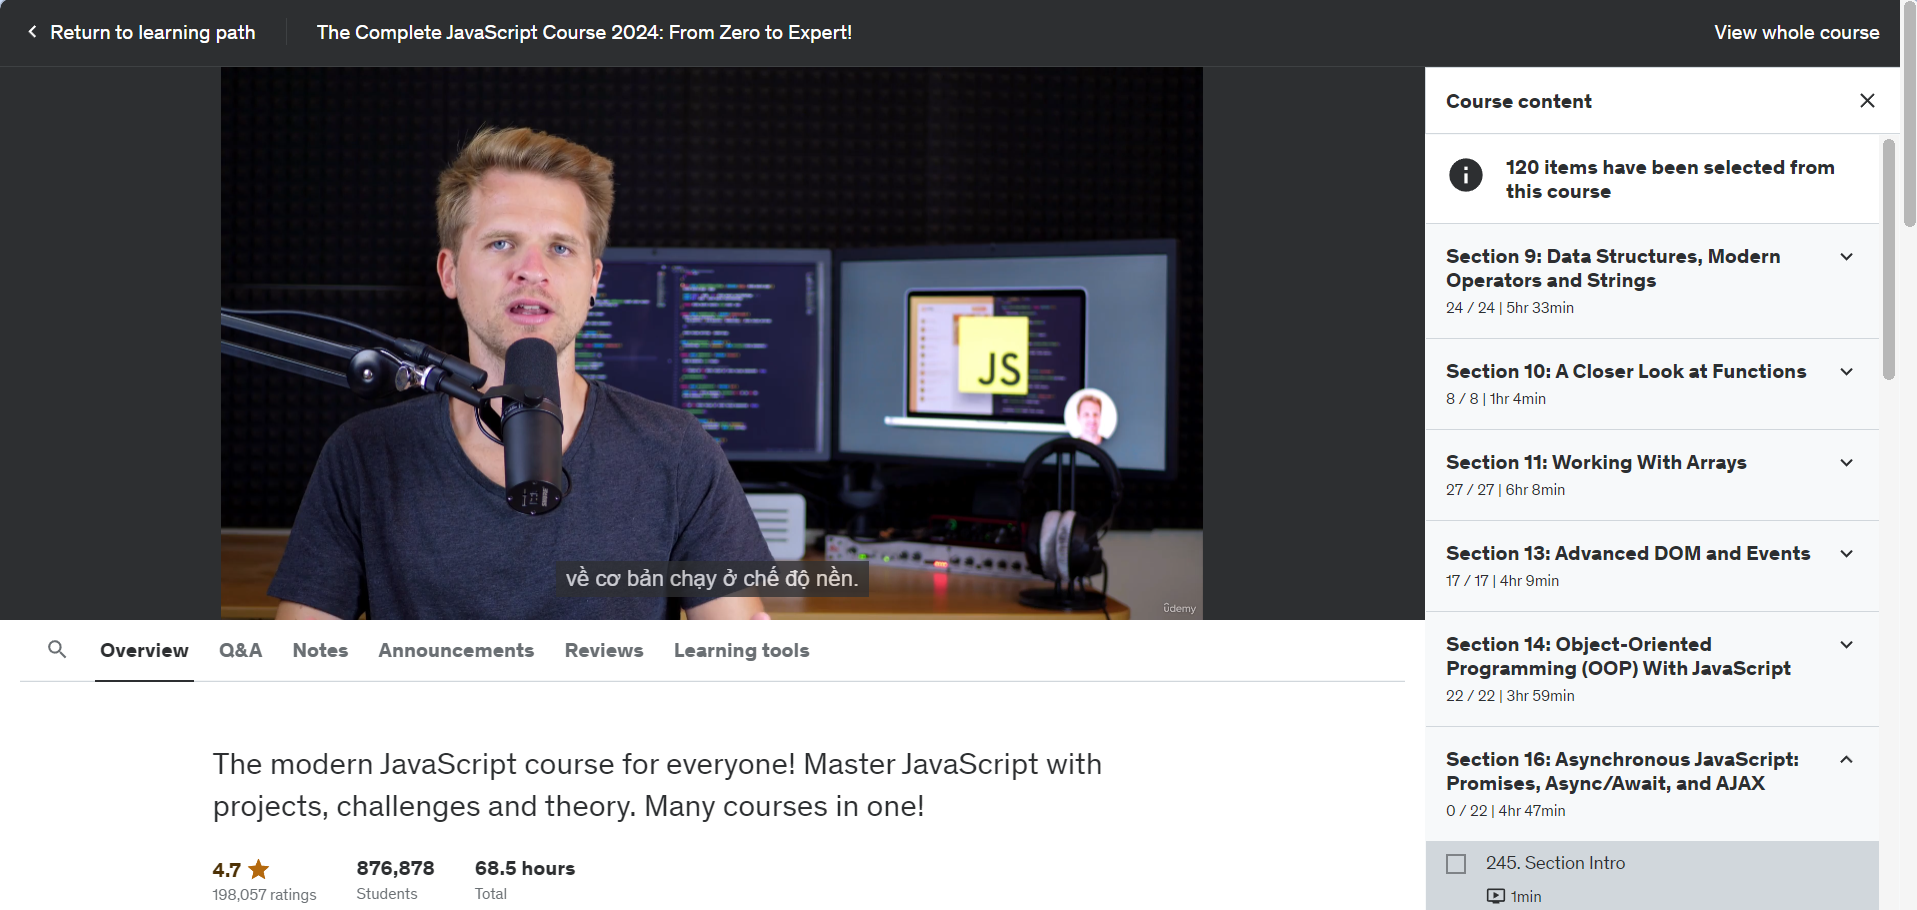 Return to learning path
The Complete JavaScript Course 2024: From Zero to Expert!
View whole course
JS
về cơ bản chạy ở chế độ nền.
ûdemy
Overview
Q&A
Notes
Announcements
Reviews
Learning tools
The modern JavaScript course for everyone! Master JavaScript with
projects, challenges and theory. Many courses in one!
4.7
198,057 ratings
876,878
Students
68.5 hours
Total
Course content
120 items have been selected from
this course
Section 9: Data Structures, Modern
Operators and Strings
24 / 24 | 5hr 33min
Section 10: A Closer Look at Functions
8 / 8 | 1hr 4min
Section 11: Working With Arrays
27 / 27 | 6hr 8min
Section 13: Advanced DOM and Events
17 / 17 | 4hr 9min
Section 14: Object-Oriented
Programming (OOP) With JavaScript
22 / 22 | 3hr 59min
Section 16: Asynchronous JavaScript:
Promises, Async/Await, and AJAX
0 / 22 | 4hr 47min
245. Section Intro
1min